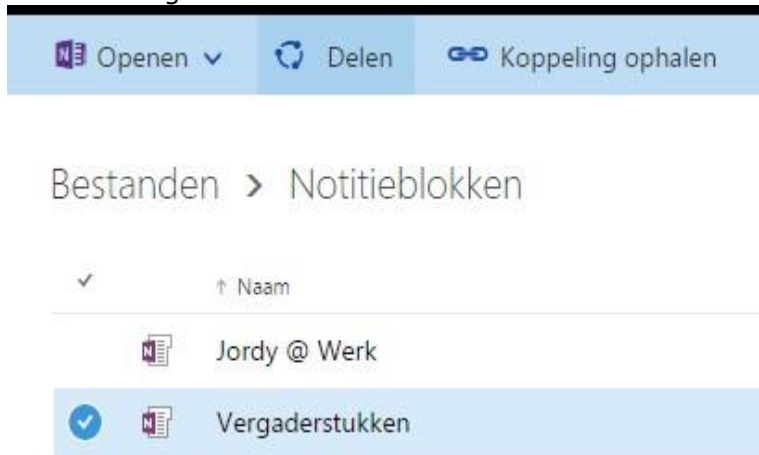 Openen Delen Koppeling ophalen
Bestanden > Notitieblokken
↑ Naam
Jordy @ Werk
Vergaderstukken